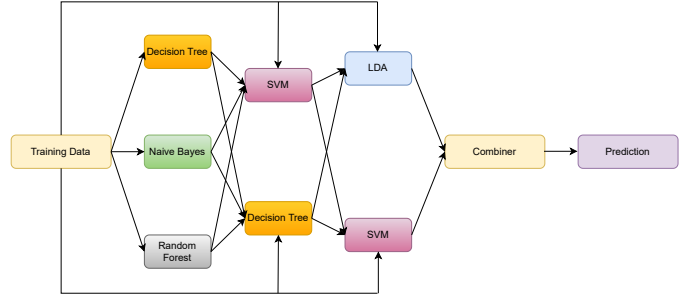 Training Data
Decision Tree
Naive Bayes
Random
Forest
SVM
Decision Tree
LDA
SVM
Combiner
Prediction